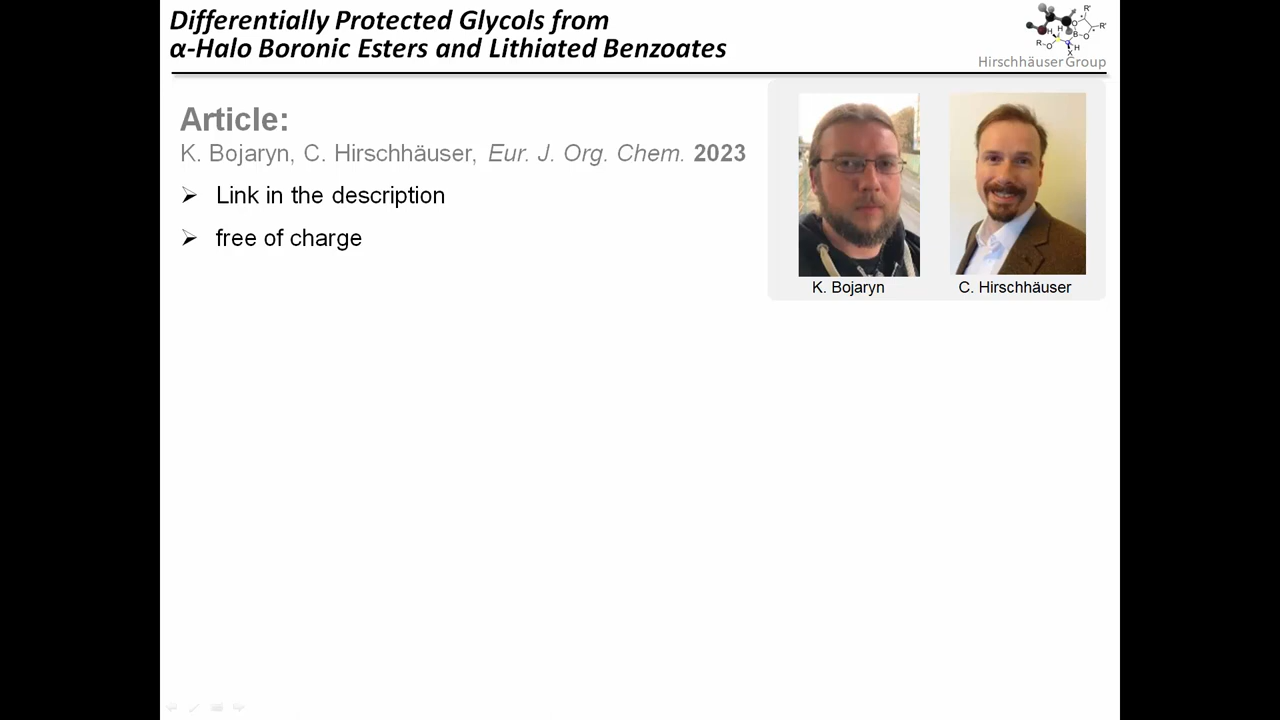 Differentially Protected Glycols from
α-Halo Boronic Esters and Lithiated Benzoates
Hirschhäuser Group
Article:
K. Bojaryn, C. Hirschhäuser, Eur. J. Org. Chem. 2023
Link in the description
free of charge
K. Bojaryn
C. Hirschhäuser